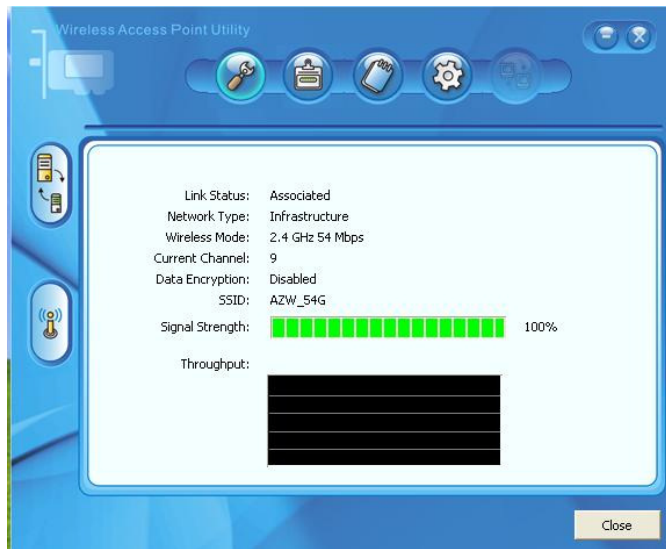 Wireless Access Point Utility
Link Status: Associated
Network Type: Infrastructure
Wireless Mode: 2.4 GHz 54 Mbps
Current Channel: 9
Data Encryption: Disabled
SSID: AZW_54G
Signal Strength: 100%
Throughput:
Close